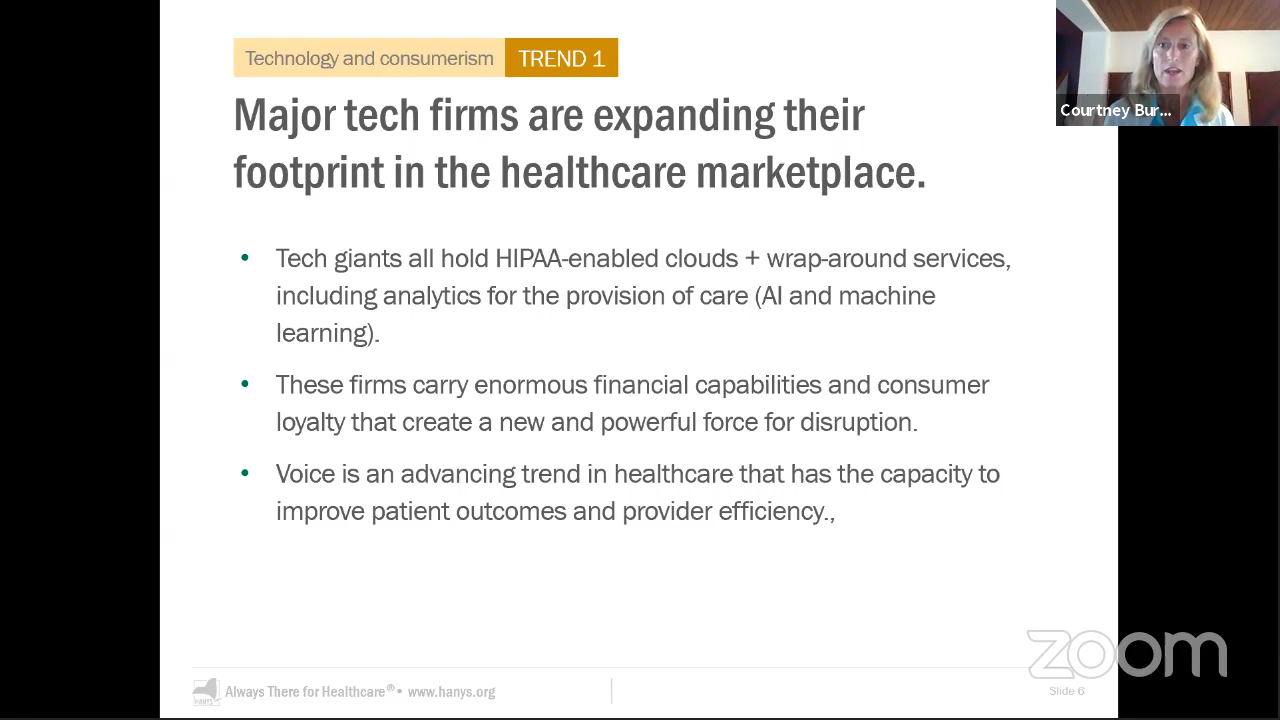 Technology and consumerism TREND 1
Courtney Bur...
Major tech firms are expanding their
footprint in the healthcare marketplace.
• Tech giants all hold HIPAA-enabled clouds + wrap-around services,
including analytics for the provision of care (AI and machine
learning).
• These firms carry enormous financial capabilities and consumer
loyalty that create a new and powerful force for disruption.
• Voice is an advancing trend in healthcare that has the capacity to
improve patient outcomes and provider efficiency.,
zoom
HANYS Always There for Healthcare®• www.hanys.org
Slide 6